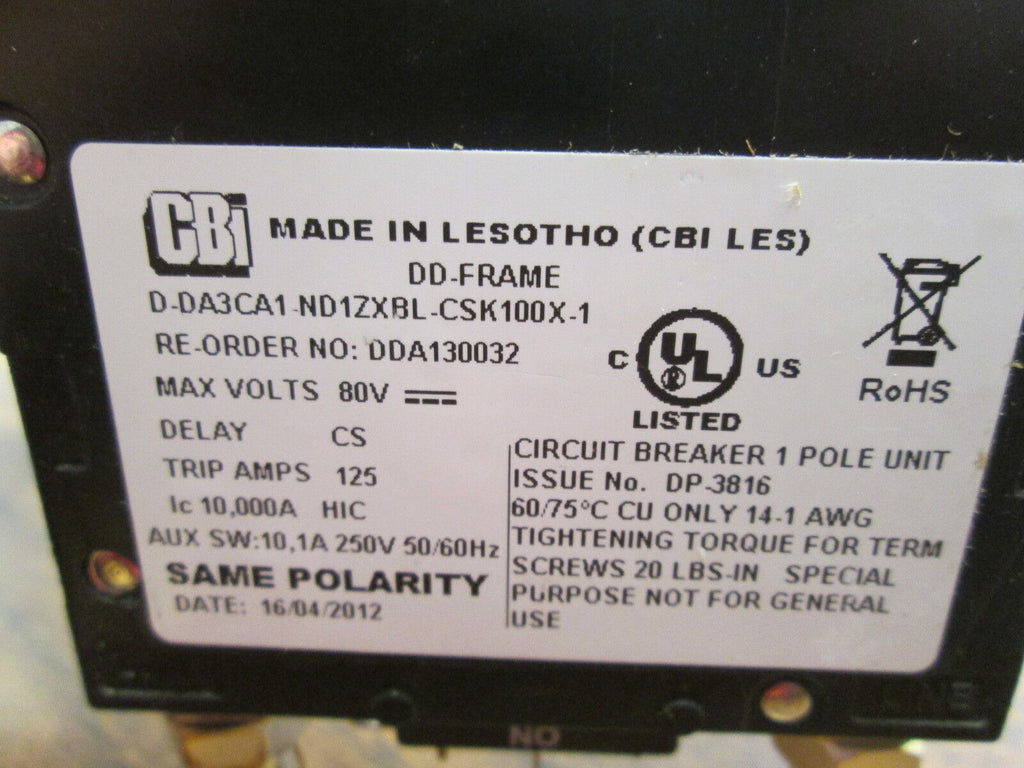 CBi MADE IN LESOTHO (CBI LES)
DD-FRAME
D-DA3CA1-ND1ZXBL-CSK100X-1
RE-ORDER NO: DDA130032
MAX VOLTS 80V
DELAY CS
TRIP AMPS 125
Ic 10,000A HIC
AUX SW:10,1A 250V 50/60Hz
SAME POLARITY
DATE: 16/04/2012
C UL US
R
LISTED
RoHS
CIRCUIT BREAKER 1 POLE UNIT
ISSUE No. DP-3816
60/75°C CU ONLY 14-1 AWG
TIGHTENING TORQUE FOR TERM
SCREWS 20 LBS-IN SPECIAL
PURPOSE NOT FOR GENERAL
USE
LINE
NO